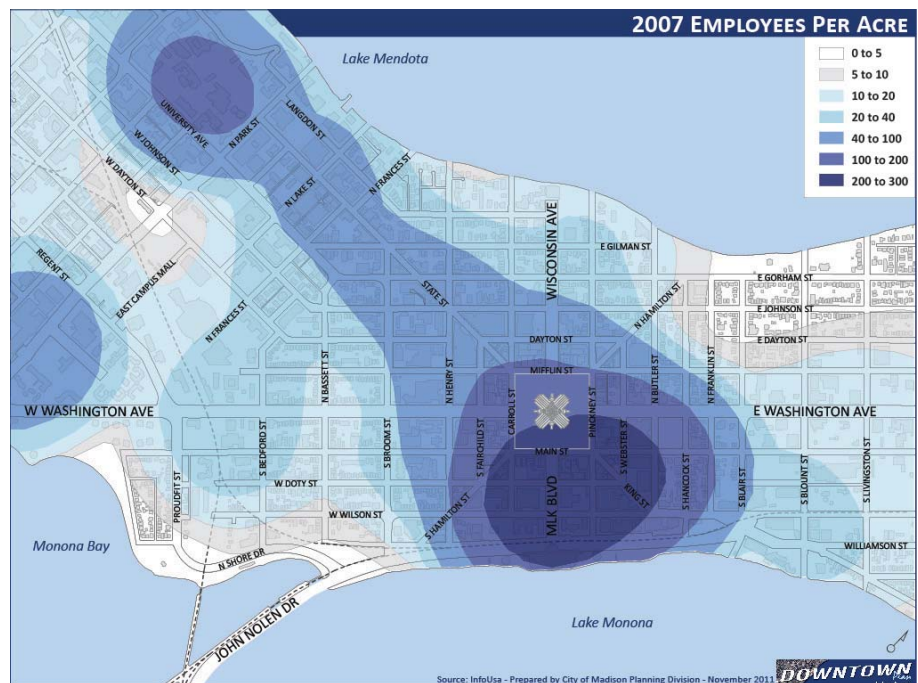 2007 EMPLOYEES PER ACRE
0 to 5
5 to 10
10 to 20
20 to 40
40 to 100
100 to 200
200 to 300
Lake Mendota
UNIVERSITY AVE
N PARK ST
LANGDON ST
W JOHNSON ST
W DAYTON ST
N LAKE ST
N FRANCES ST
WISCONSIN AVE
E GILMAN ST
REGENT ST
EAST CAMPUS MALL
E GORHAM ST
STATE ST
N HAMILTON ST
E JOHNSON ST
N FRANCES ST
DAYTON ST
E DAYTON ST
MIFFLIN ST
N BASSETT ST
N HENRY ST
CARROLL ST
PINCKNEY ST
N BUTLER ST
N FRANKLIN ST
W WASHINGTON AVE
E WASHINGTON AVE
S BEDFORD ST
S BROOM ST
S FAIRCHILD ST
MAIN ST
S WEBSTER ST
PROUDFIT ST
W DOTY ST
MLK BLVD
KING ST
S HANCOCK ST
S BLAIR ST
S BLOUNT ST
S LIVINGSTON ST
W WILSON ST
S HAMILTON ST
WILLIAMSON ST
Monona Bay
N SHORE DR
JOHN NOLEN DR
Lake Monona
Source: InfoUsa - Prepared by City of Madison Planning Division - November 2011
DOWNTOWN
Plan